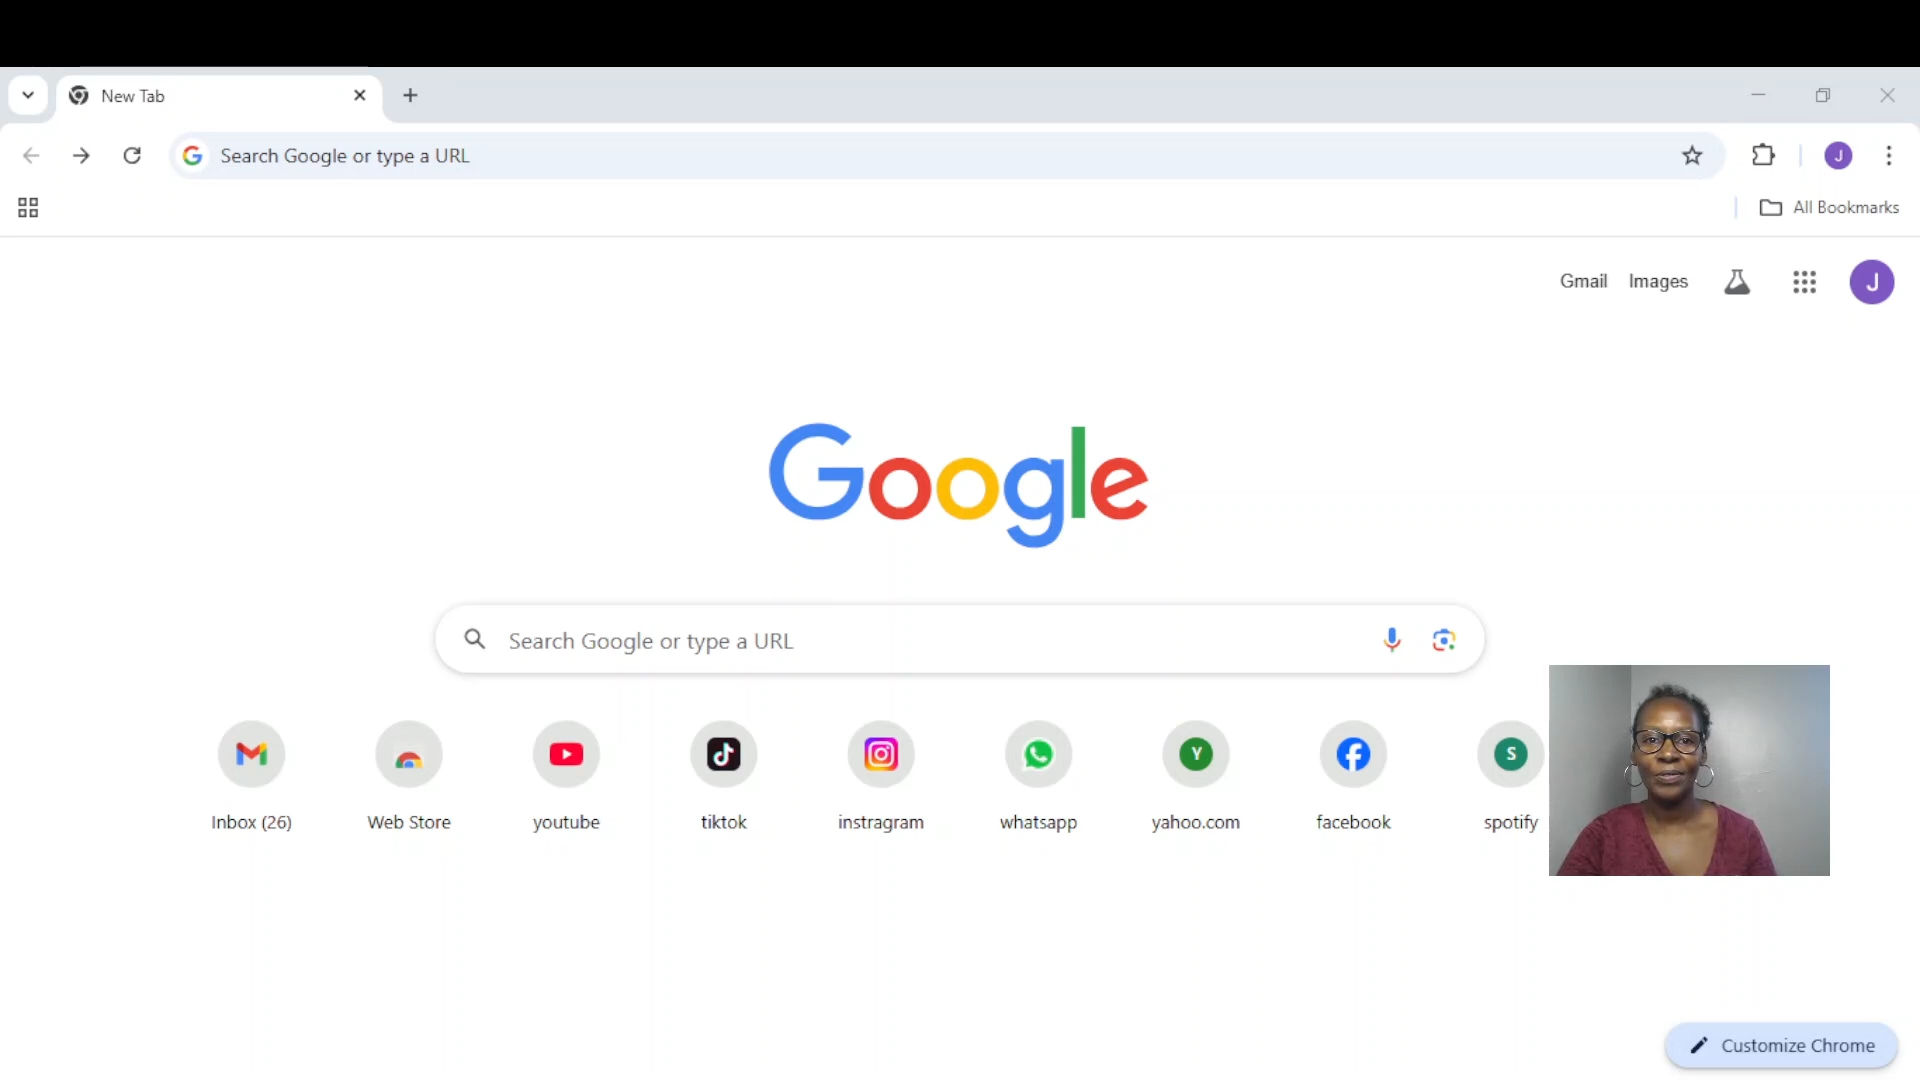 New Tab
Search Google or type a URL
J
All Bookmarks
Gmail Images
J
Google
Search Google or type a URL
Y
S
Inbox (26) Web Store youtube tiktok instragram whatsapp yahoo.com facebook spotify
Customize Chrome